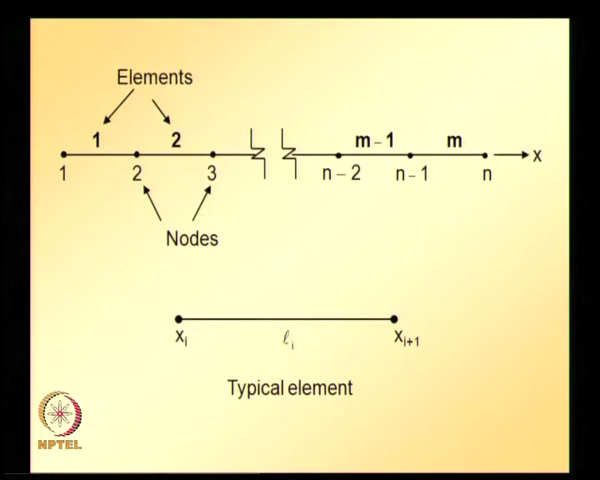 Elements
1 2 m - 1 m
x
1 2 3 n - 2 n - 1 n
Nodes
xi ℓi xi+1
Typical element
NPTEL